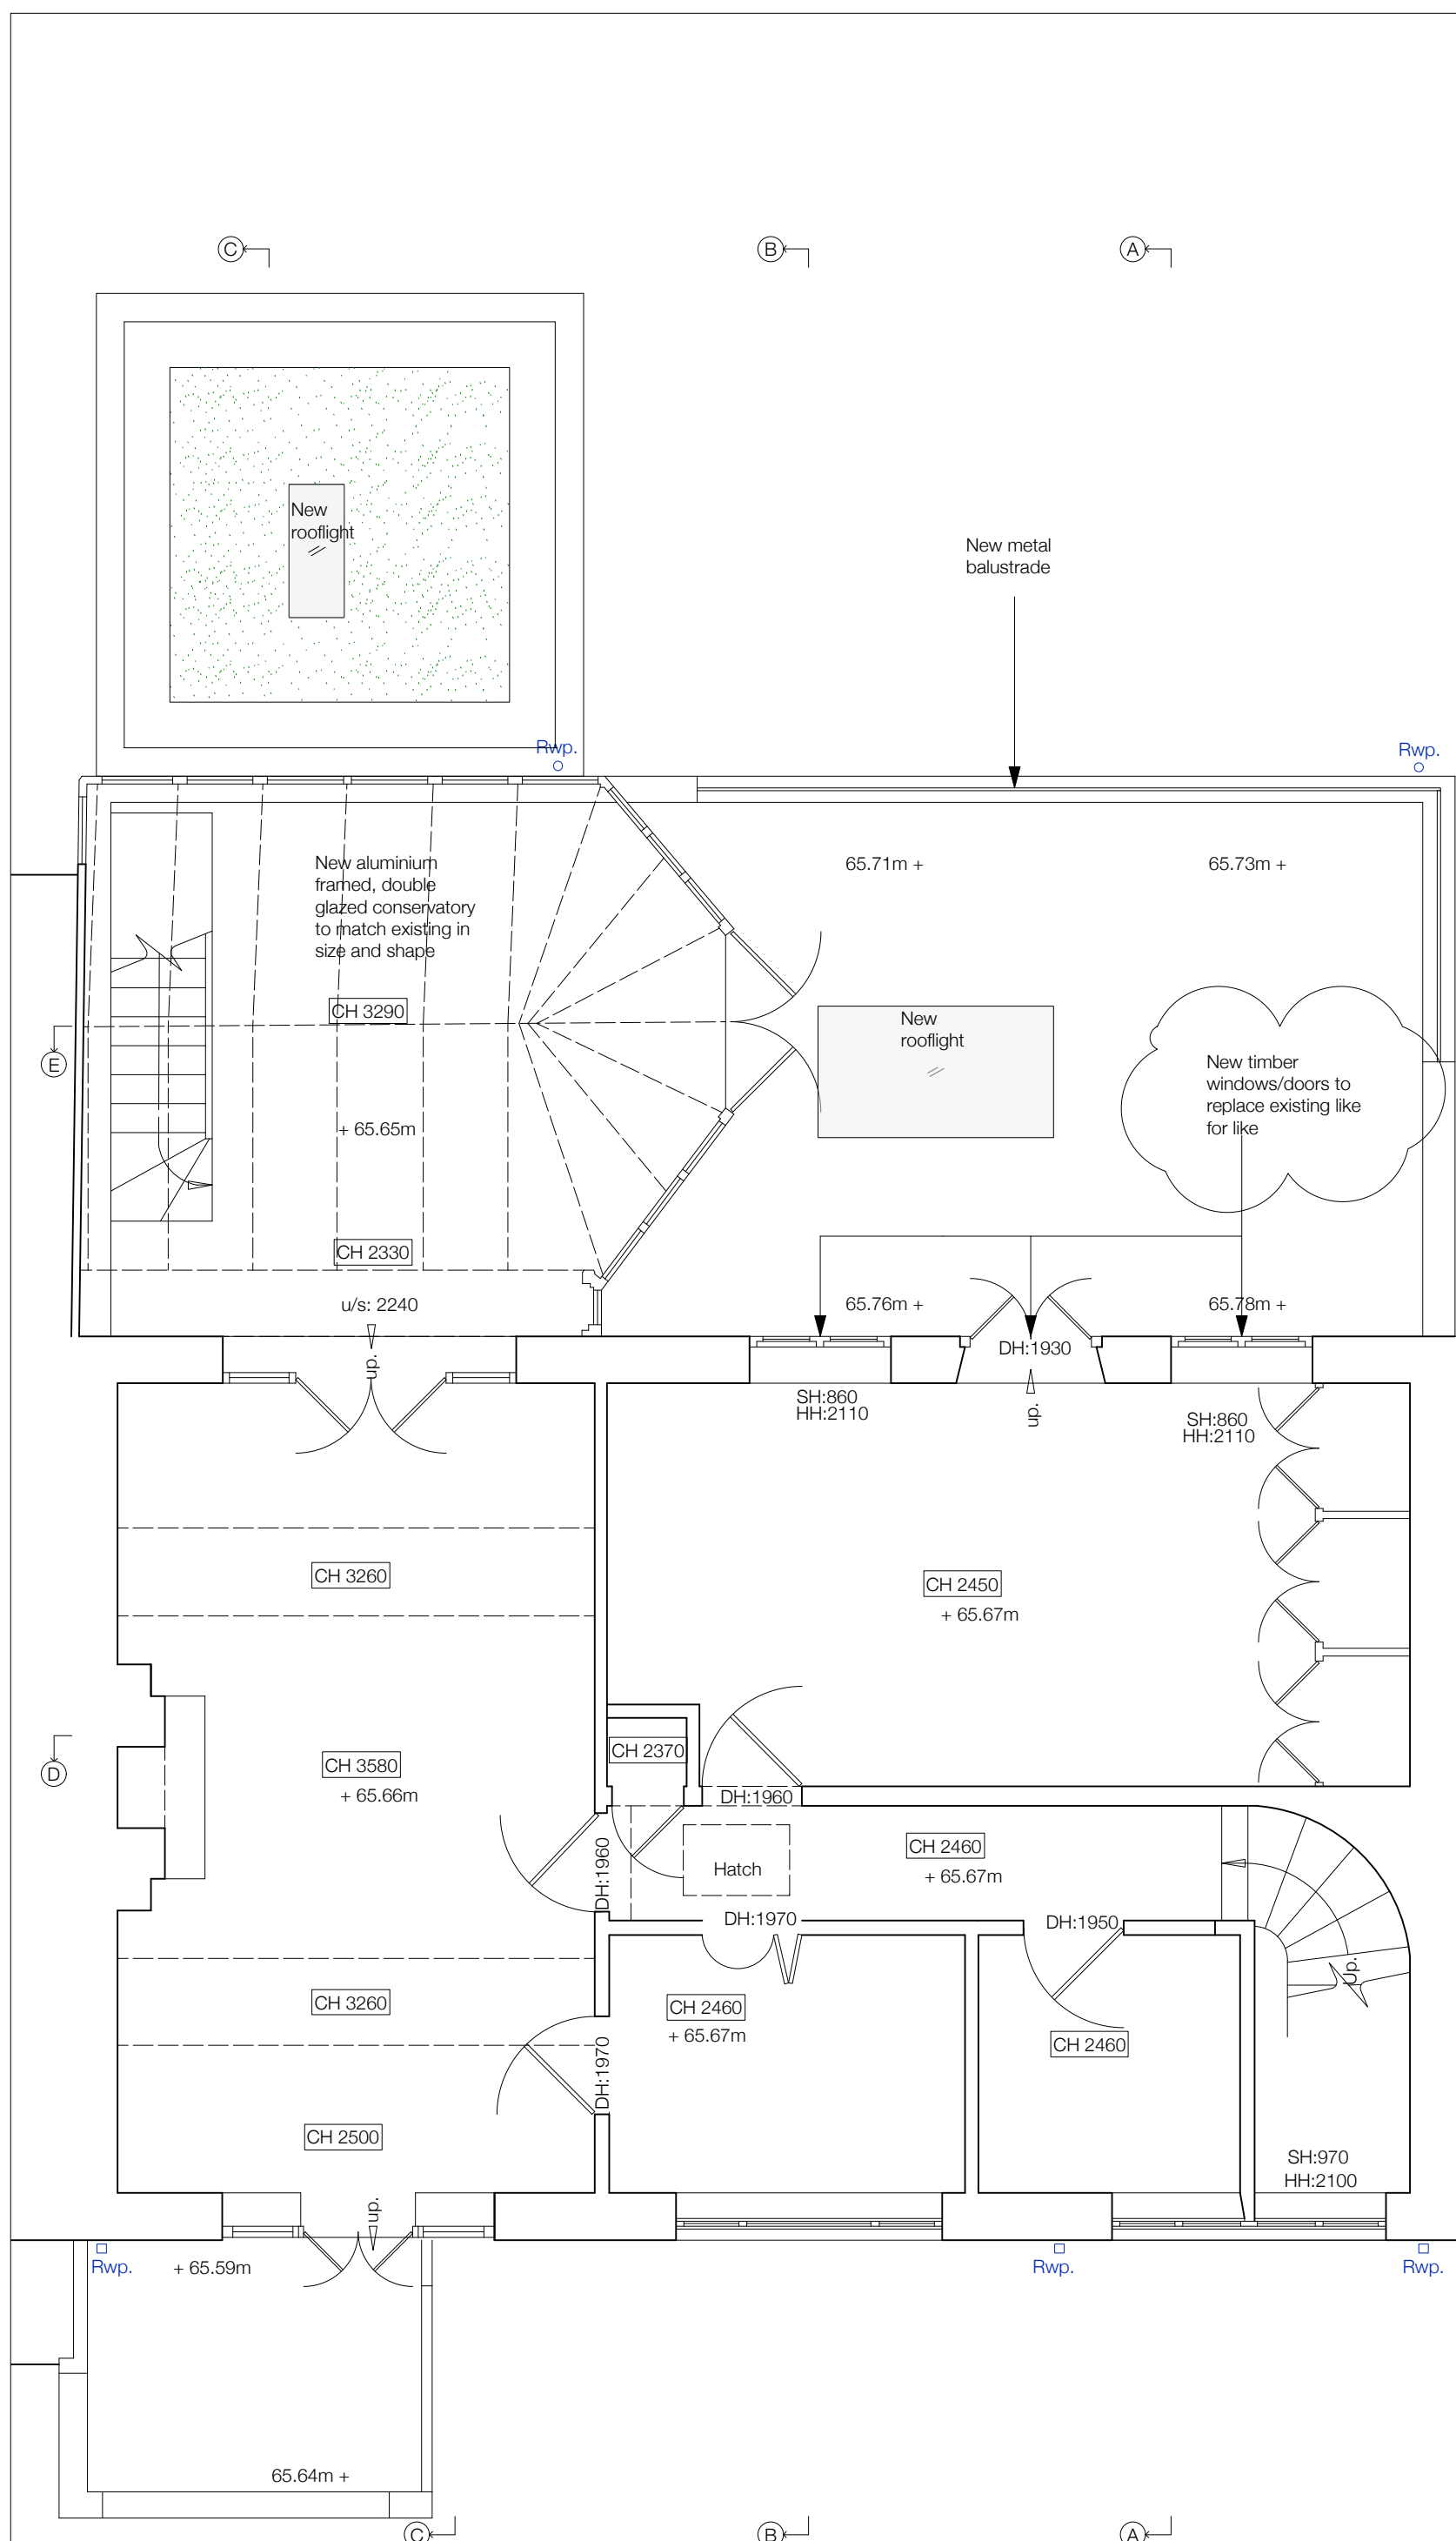 C
B
A
New
rooflight
New metal
balustrade
Rwp.
Rwp.
New aluminium
framed, double
glazed conservatory
to match existing in
size and shape
65.71m +
65.73m +
CH 3290
New
rooflight
E
New timber
windows/doors to
replace existing like
for like
+ 65.65m
CH 2330
u/s: 2240
65.76m +
65.78m +
up.
DH:1930
SH:860
HH:2110
up.
SH:860
HH:2110
CH 3260
CH 2450
+ 65.67m
D
CH 3580
+ 65.66m
CH 2370
DH:1960
DH:1960
Hatch
CH 2460
+ 65.67m
DH:1970
DH:1950
Up.
CH 3260
CH 2460
+ 65.67m
CH 2460
DH:1970
CH 2500
SH:970
HH:2100
up.
Rwp.
+ 65.59m
Rwp.
Rwp.
65.64m +
C
B
A